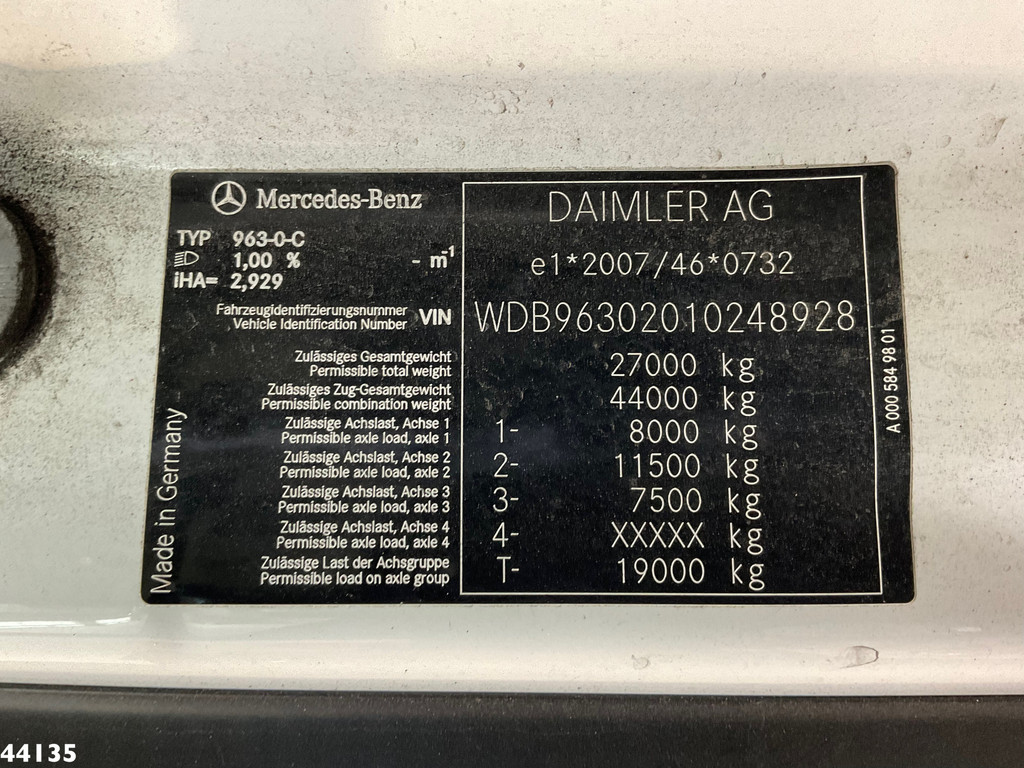 Mercedes-Benz
TYP 963-0-C
1,00 % - m-1
iHA= 2,929
DAIMLER AG
e1*2007/46*0732
Fahrzeugidentifizierungsnummer
Vehicle Identification Number VIN WDB96302010248928
Zulässiges Gesamtgewicht
Permissible total weight 27000 kg
Zulässiges Zug-Gesamtgewicht
Permissible combination weight 44000 kg
Zulässige Achslast, Achse 1
Permissible axle load, axle 1 1- 8000 kg
Zulässige Achslast, Achse 2
Permissible axle load, axle 2 2- 11500 kg
Zulässige Achslast, Achse 3
Permissible axle load, axle 3 3- 7500 kg
Zulässige Achslast, Achse 4
Permissible axle load, axle 4 4- XXXXX kg
Zulässige Last der Achsgruppe
Permissible load on axle group T- 19000 kg
Made in Germany
A 000 584 98 01
44135